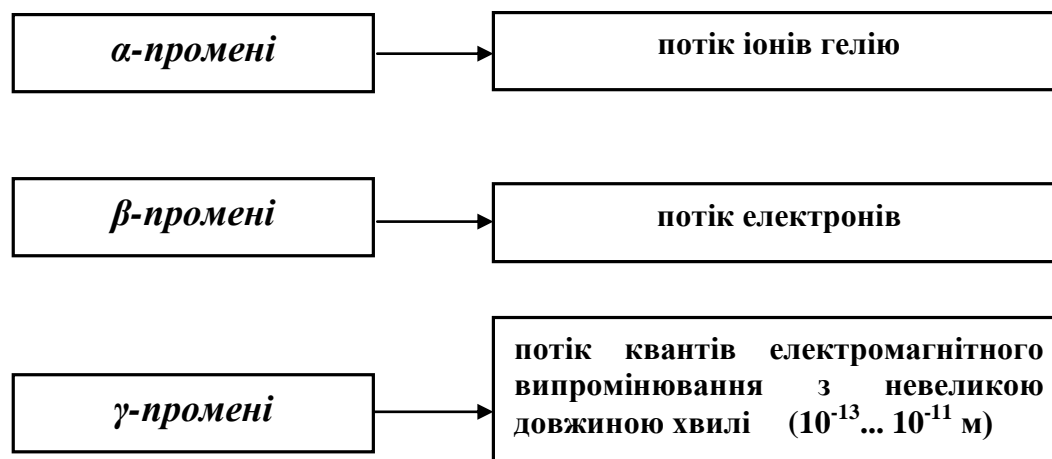 α-промені
потік іонів гелію
β-промені
потік електронів
γ-промені
потік квантів електромагнітного
випромінювання з невеликою
довжиною хвилі (10⁻¹³... 10⁻¹¹ м)